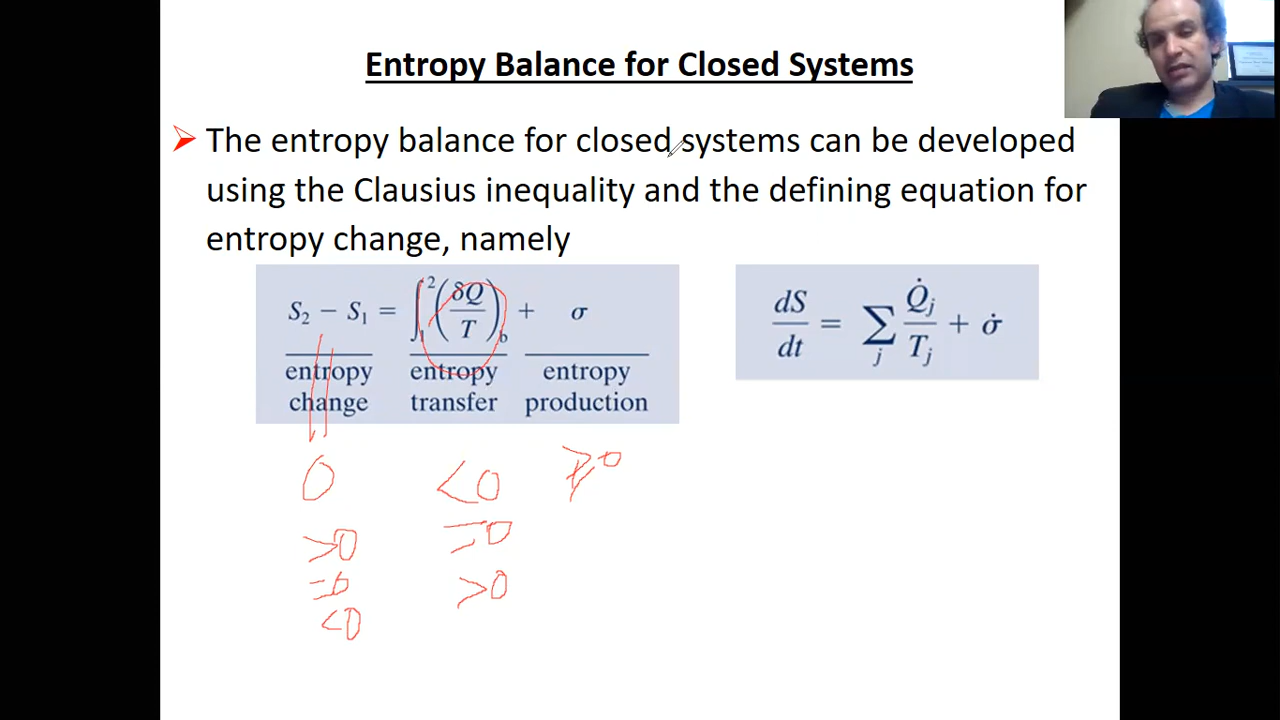 Entropy Balance for Closed Systems
➢ The entropy balance for closed systems can be developed
using the Clausius inequality and the defining equation for
entropy change, namely
S₂ − S₁ = ∫₁² (δQ/T)_b + σ
entropy change
entropy transfer
entropy production
dS/dt = Σ_j Q̇_j/T_j + σ̇
0 <0 ≥0
>0 =0
=0 >0
<0